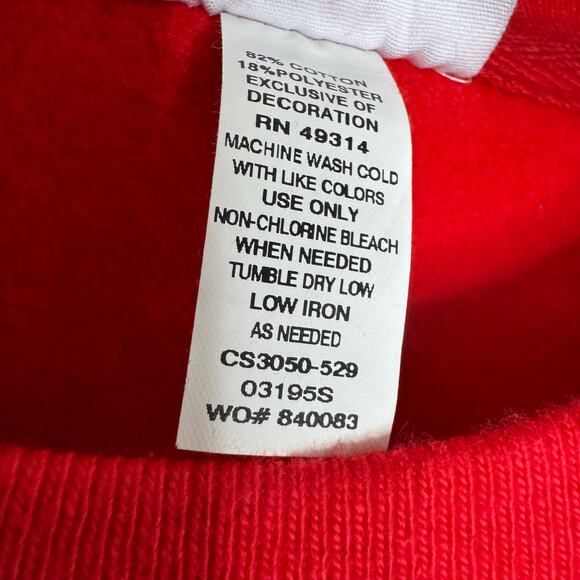 82% COTTON
18%POLYESTER
EXCLUSIVE OF
DECORATION
RN 49314
MACHINE WASH COLD
WITH LIKE COLORS
USE ONLY
NON-CHLORINE BLEACH
WHEN NEEDED
TUMBLE DRY LOW
LOW IRON
AS NEEDED
CS3050-529
03195S
WO# 840083